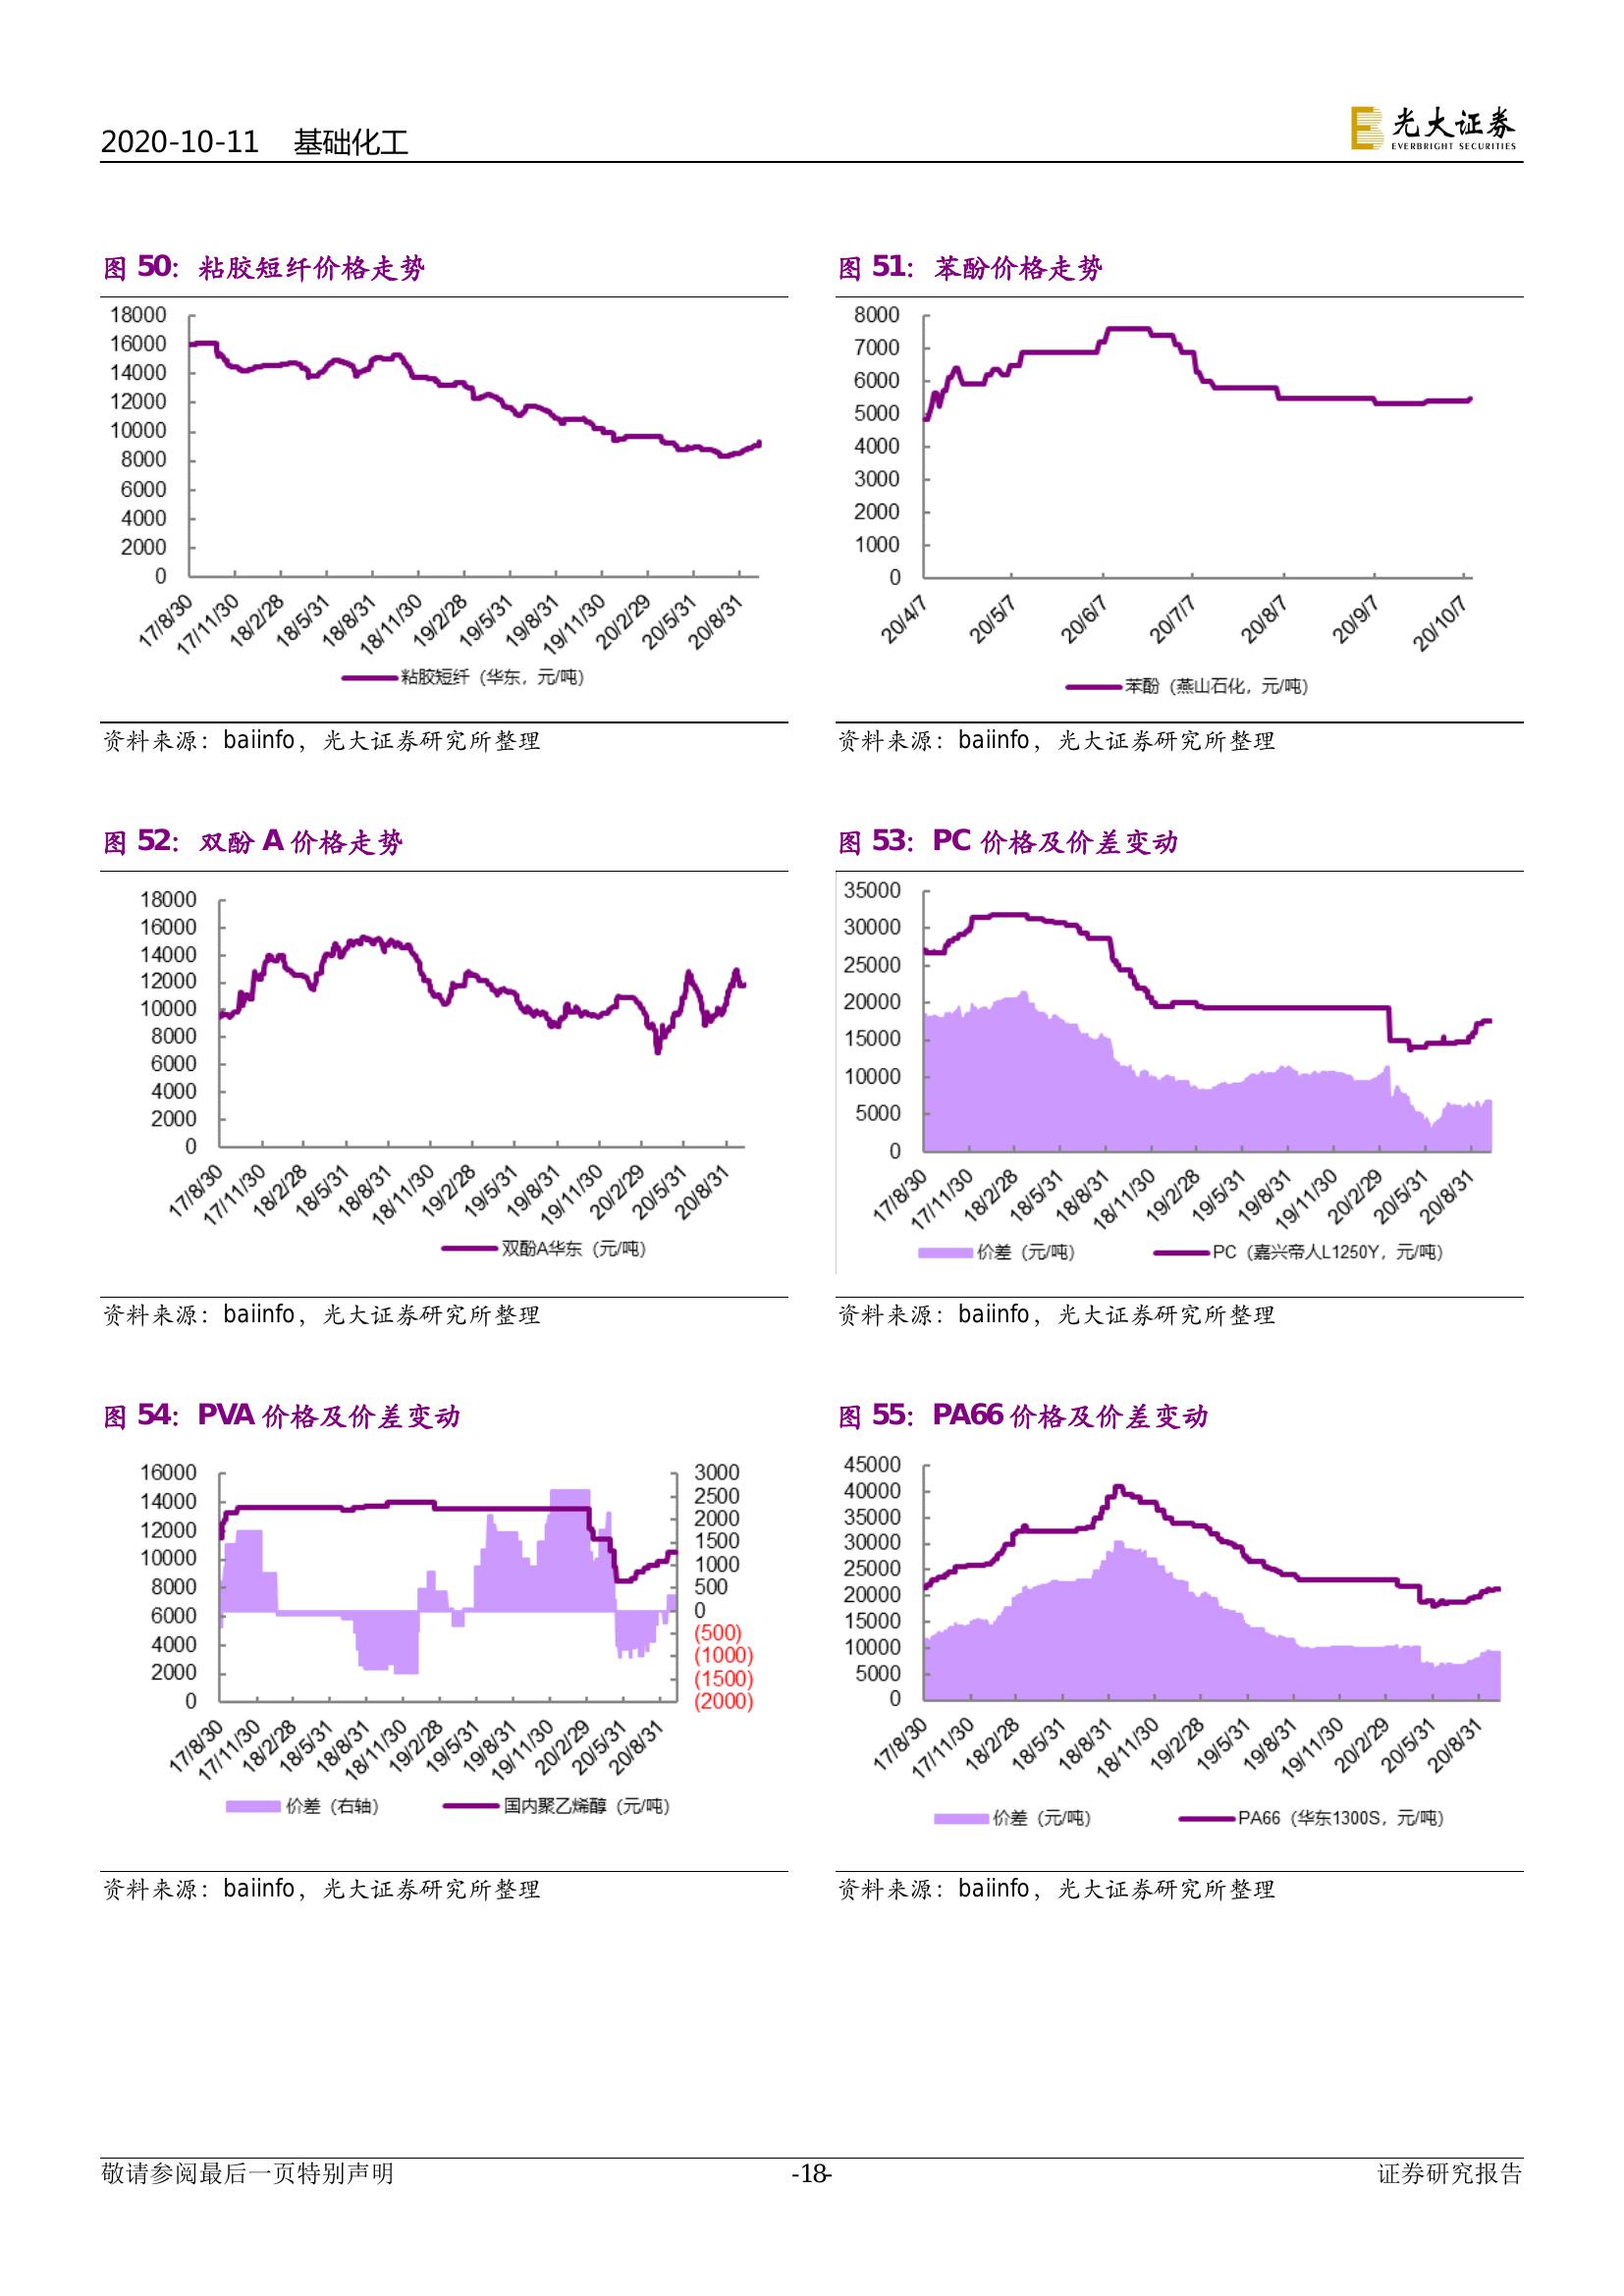 2020-10-11 基础化工
光大证券
EVERBRIGHT SECURITIES
图 50：粘胶短纤价格走势
18000
16000
14000
12000
10000
8000
6000
4000
2000
0
17/8/30 17/11/30 18/2/28 18/5/31 18/8/31 18/11/30 19/2/28 19/5/31 19/8/31 19/11/30 20/2/29 20/5/31 20/8/31
粘胶短纤（华东，元/吨）
资料来源：baiinfo，光大证券研究所整理
图 51：苯酚价格走势
8000
7000
6000
5000
4000
3000
2000
1000
0
20/4/7 20/5/7 20/6/7 20/7/7 20/8/7 20/9/7 20/10/7
苯酚（燕山石化，元/吨）
资料来源：baiinfo，光大证券研究所整理
图 52：双酚 A 价格走势
18000
16000
14000
12000
10000
8000
6000
4000
2000
0
17/8/30 17/11/30 18/2/28 18/5/31 18/8/31 18/11/30 19/2/28 19/5/31 19/8/31 19/11/30 20/2/29 20/5/31 20/8/31
双酚A华东（元/吨）
资料来源：baiinfo，光大证券研究所整理
图 53：PC 价格及价差变动
35000
30000
25000
20000
15000
10000
5000
0
17/8/30 17/11/30 18/2/28 18/5/31 18/8/31 18/11/30 19/2/28 19/5/31 19/8/31 19/11/30 20/2/29 20/5/31 20/8/31
价差（元/吨） PC（嘉兴帝人L1250Y，元/吨）
资料来源：baiinfo，光大证券研究所整理
图 54：PVA 价格及价差变动
16000
14000
12000
10000
8000
6000
4000
2000
0
3000
2500
2000
1500
1000
500
0
(500)
(1000)
(1500)
(2000)
17/8/30 17/11/30 18/2/28 18/5/31 18/8/31 18/11/30 19/2/28 19/5/31 19/8/31 19/11/30 20/2/29 20/5/31 20/8/31
价差（右轴） 国内聚乙烯醇（元/吨）
资料来源：baiinfo，光大证券研究所整理
图 55：PA66 价格及价差变动
45000
40000
35000
30000
25000
20000
15000
10000
5000
0
17/8/30 17/11/30 18/2/28 18/5/31 18/8/31 18/11/30 19/2/28 19/5/31 19/8/31 19/11/30 20/2/29 20/5/31 20/8/31
价差（元/吨） PA66（华东1300S，元/吨）
资料来源：baiinfo，光大证券研究所整理
敬请参阅最后一页特别声明 -18- 证券研究报告